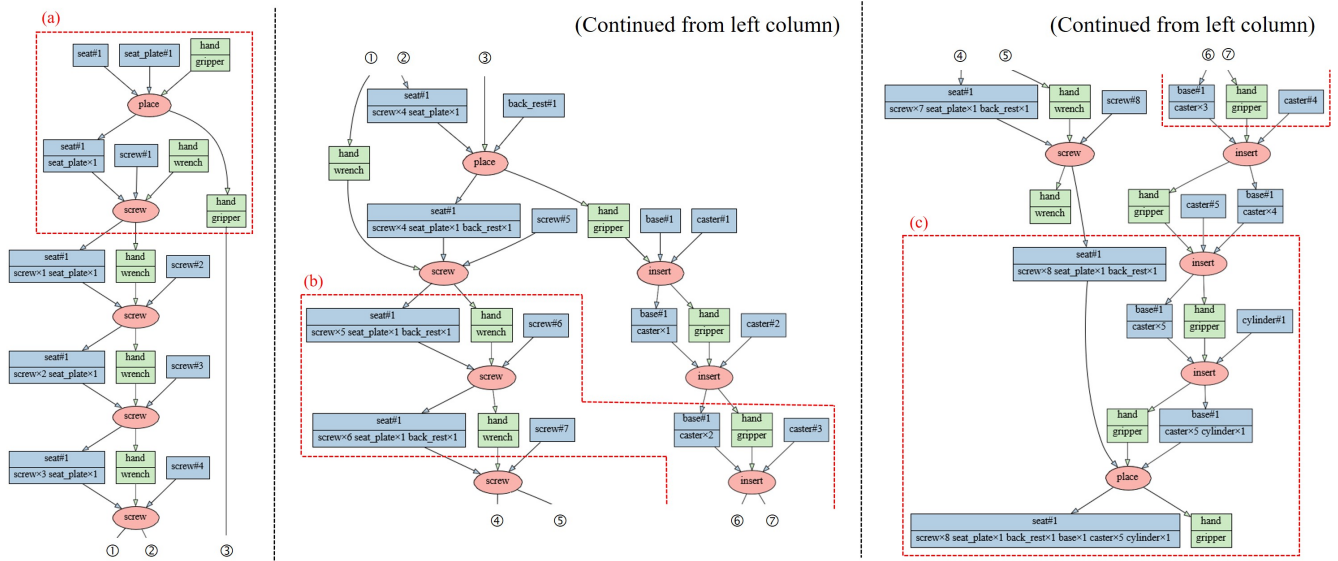 (a)
seat#1
seat_plate#1
hand
gripper
place
seat#1
seat_plate×1
screw#1
hand
wrench
hand
gripper
screw
seat#1
screw×1 seat_plate×1
hand
wrench
screw#2
screw
seat#1
screw×2 seat_plate×1
hand
wrench
screw#3
screw
seat#1
screw×3 seat_plate×1
hand
wrench
screw#4
screw
①
②
③
(Continued from left column)
①
②
③
seat#1
screw×4 seat_plate×1
back_rest#1
hand
wrench
place
seat#1
screw×4 seat_plate×1 back_rest×1
screw#5
hand
gripper
base#1
caster#1
screw
insert
(b)
seat#1
screw×5 seat_plate×1 back_rest×1
hand
wrench
screw#6
base#1
caster×1
hand
gripper
caster#2
screw
insert
seat#1
screw×6 seat_plate×1 back_rest×1
hand
wrench
screw#7
base#1
caster×2
hand
gripper
caster#3
screw
insert
④
⑤
⑥
⑦
(Continued from left column)
④
⑤
⑥
⑦
seat#1
screw×7 seat_plate×1 back_rest×1
hand
wrench
screw#8
base#1
caster×3
hand
gripper
caster#4
screw
insert
hand
wrench
hand
gripper
caster#5
base#1
caster×4
(c)
seat#1
screw×8 seat_plate×1 back_rest×1
insert
base#1
caster×5
hand
gripper
cylinder#1
insert
hand
gripper
base#1
caster×5 cylinder×1
place
seat#1
screw×8 seat_plate×1 back_rest×1 base×1 caster×5 cylinder×1
hand
gripper